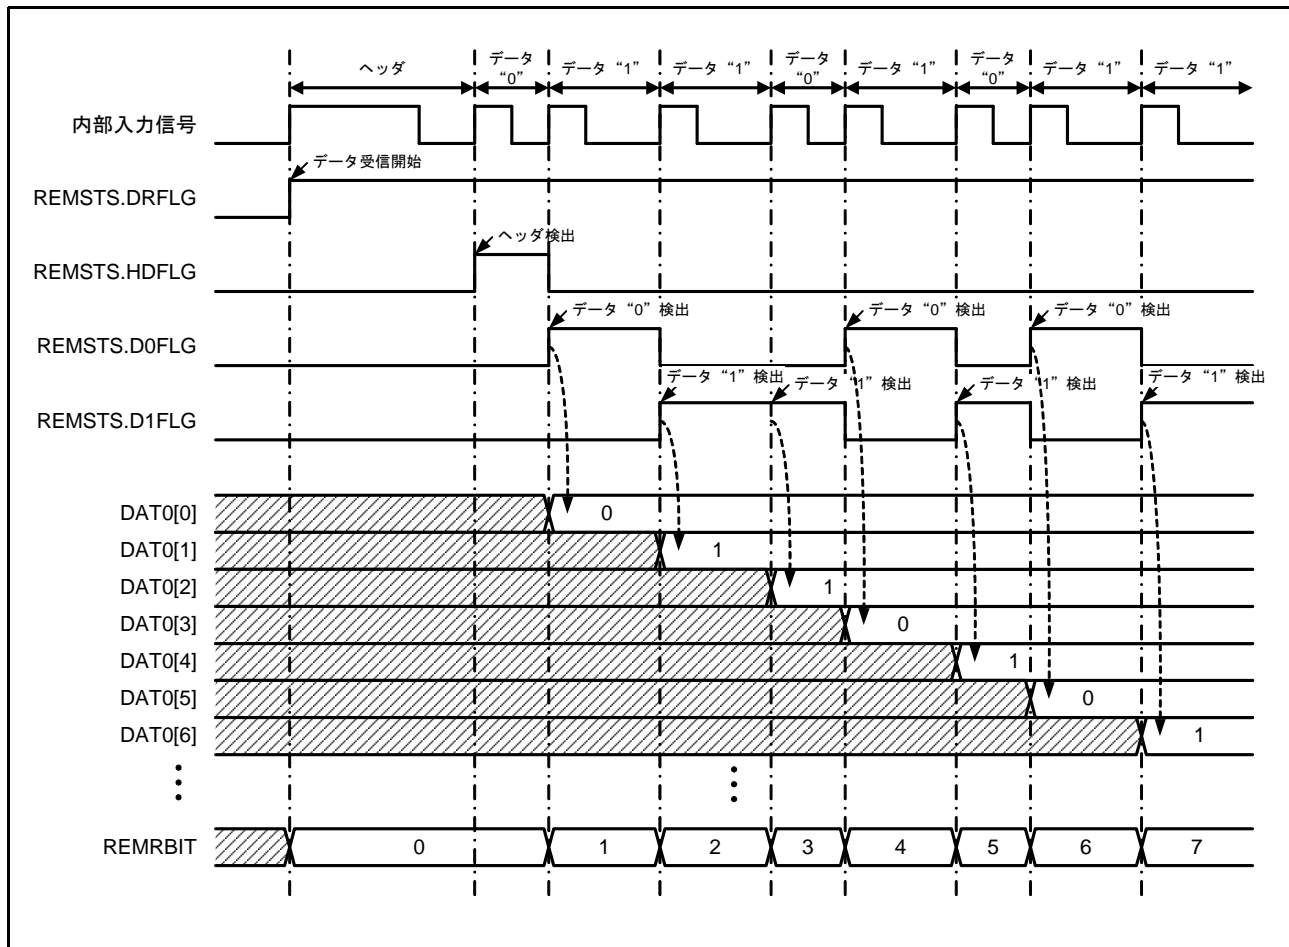 ヘッダ
データ
“0”
データ “1”
データ “1”
データ
“0”
データ “1”
データ
“0”
データ “1”
データ “1”
内部入力信号
データ受信開始
REMSTS.DRFLG
ヘッダ検出
REMSTS.HDFLG
データ “0” 検出
データ “0” 検出
データ “0” 検出
REMSTS.D0FLG
データ “1” 検出
データ “1” 検出
データ “1” 検出
データ “1” 検出
REMSTS.D1FLG
DAT0[0]
0
DAT0[1]
1
DAT0[2]
1
DAT0[3]
0
DAT0[4]
1
DAT0[5]
0
DAT0[6]
1
REMRBIT
0
1
2
3
4
5
6
7